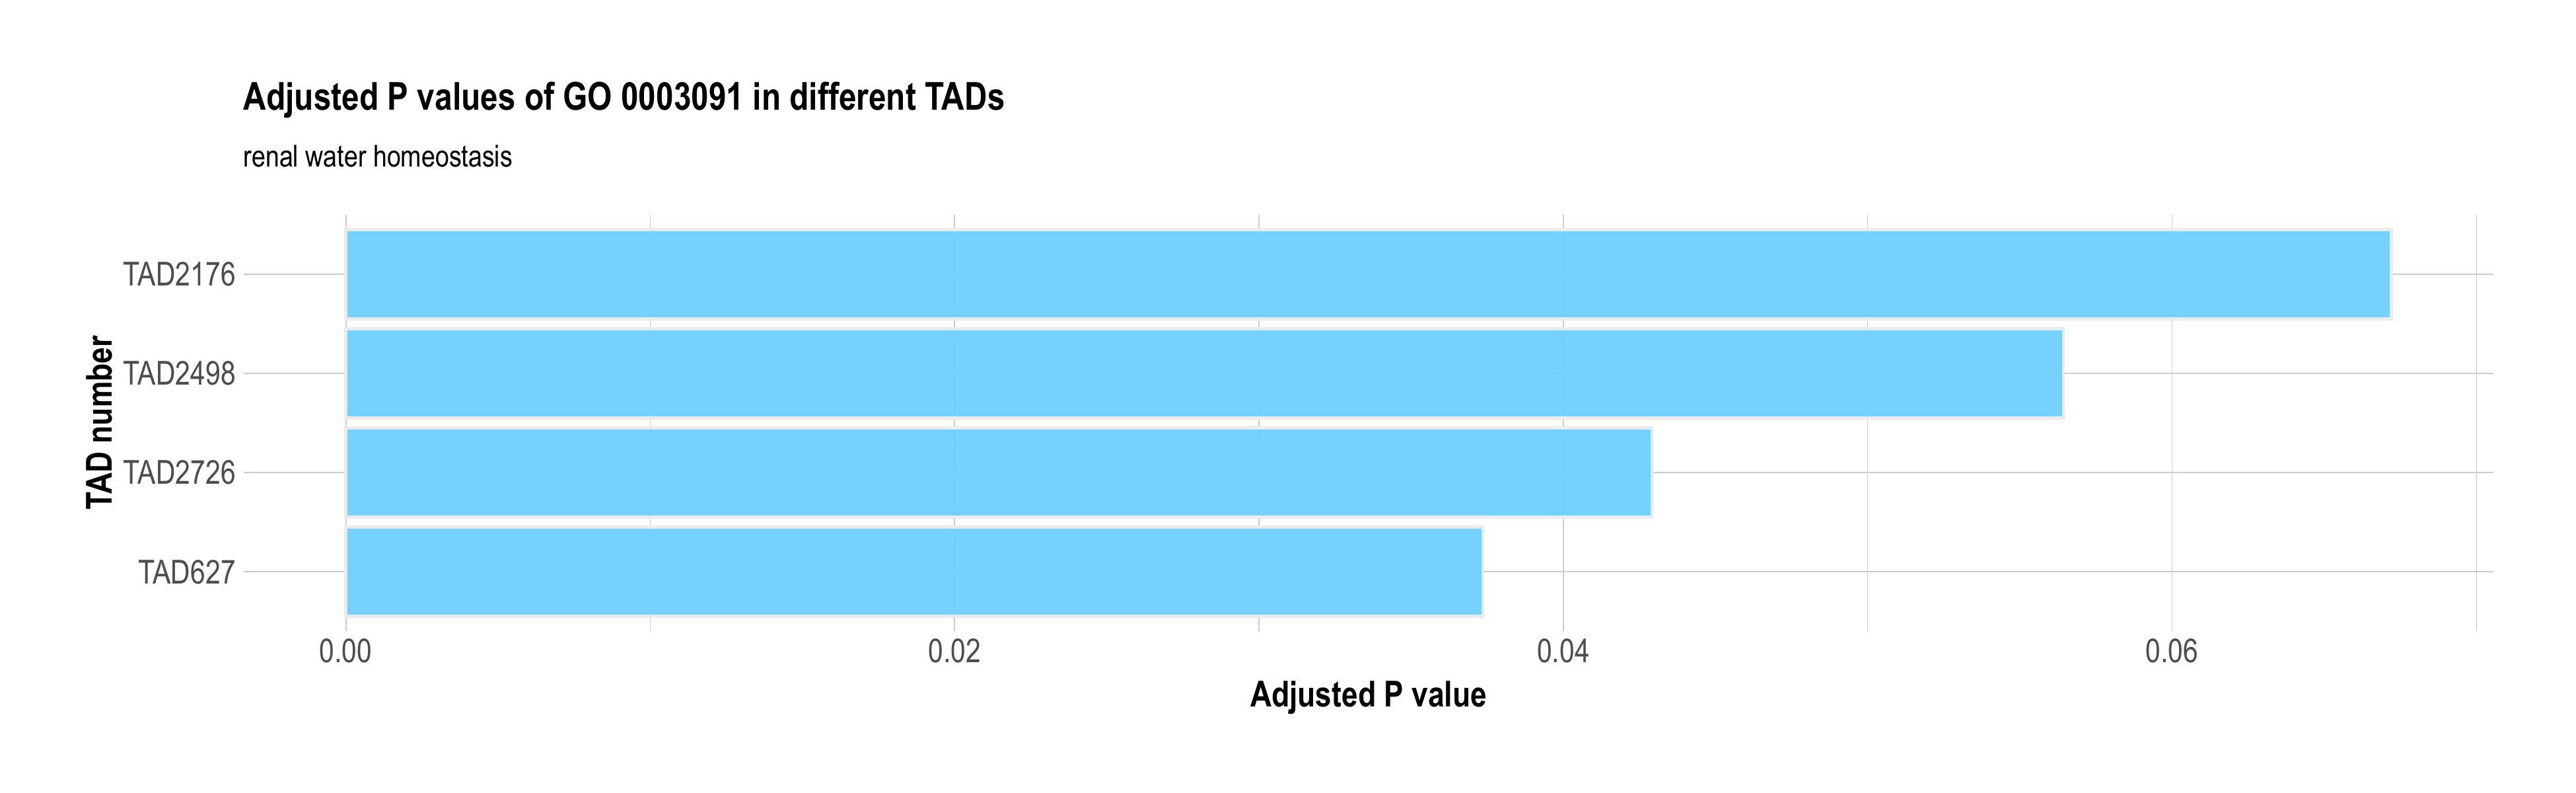 Adjusted P values of GO 0003091 in different TADs
renal water homeostasis
TAD number
TAD2176
TAD2498
TAD2726
TAD627
0.00 0.02 0.04 0.06
Adjusted P value